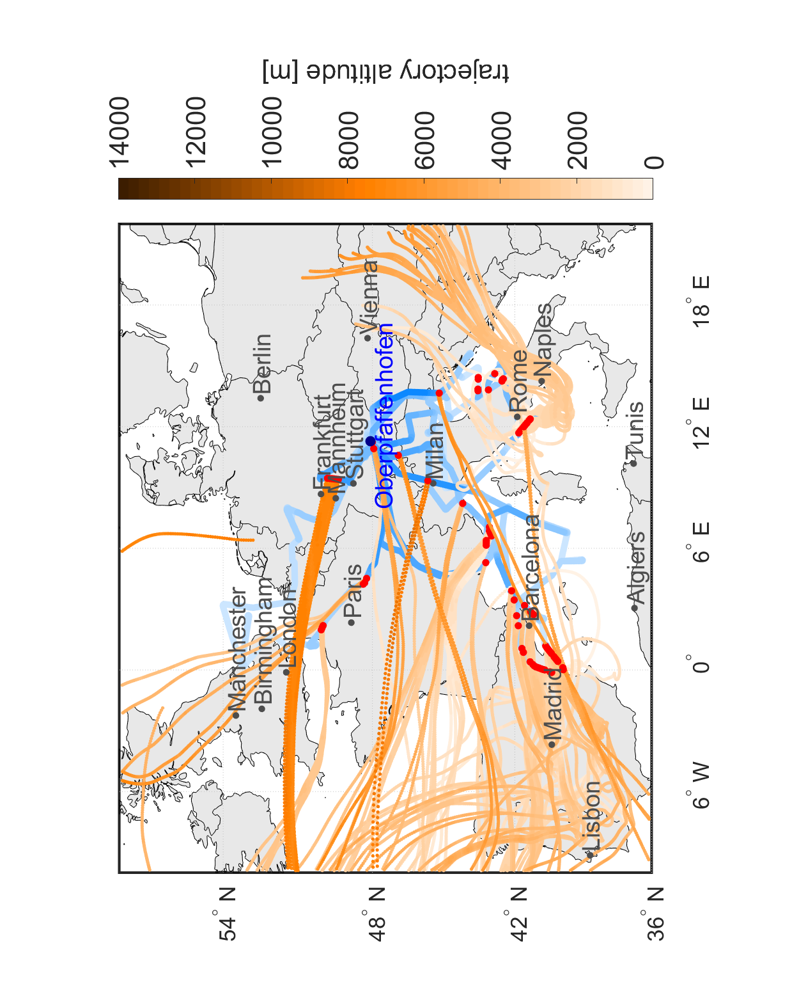 trajectory altitude [m]
14000
12000
10000
8000
6000
4000
2000
0
Manchester
Birmingham
London
Berlin
Frankfurt
Mannheim
Stuttgart
Paris
Vienna
Oberpfaffenhofen
Milan
Rome
Naples
Barcelona
Madrid
Lisbon
Tunis
Algiers
54° N
48° N
42° N
36° N
6° W
0°
6° E
12° E
18° E